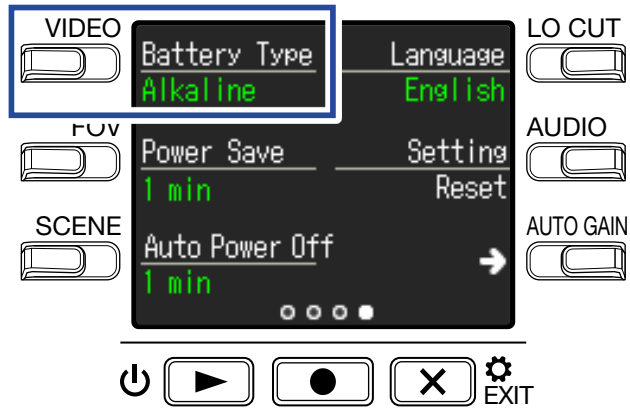 VIDEO
LO CUT
Battery Type
Language
Alkaline
English
FOV
AUDIO
Power Save
Setting
1 min
Reset
SCENE
AUTO GAIN
Auto Power Off
1 min
EXIT